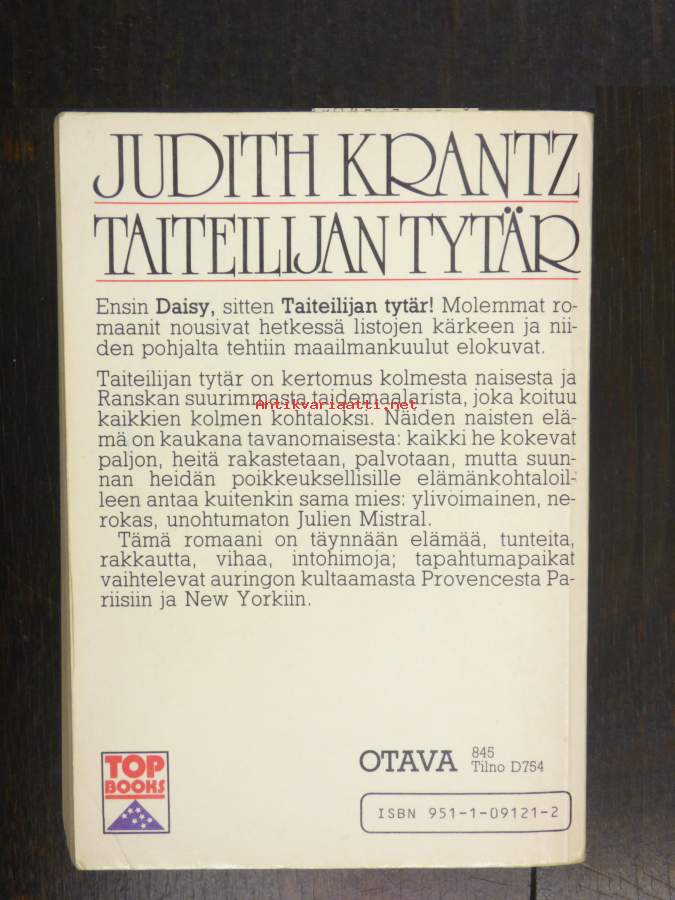 JUDITH KRANTZ
TAITEILIJAN TYTÄR
Ensin Daisy, sitten Taiteilijan tytär! Molemmat ro-
maanit nousivat hetkessä listojen kärkeen ja nii-
den pohjalta tehtiin maailmankuulut elokuvat.
Taiteilijan tytär on kertomus kolmesta naisesta ja
Ranskan suurimmasta taidemaalarista, joka koituu
Antikvariaatti.net
kaikkien kolmen kohtaloksi. Näiden naisten elä-
mä on kaukana tavanomaisesta: kaikki he kokevat
paljon, heitä rakastetaan, palvotaan, mutta suun-
nan heidän poikkeuksellisille elämänkohtaloil-
leen antaa kuitenkin sama mies: ylivoimainen, ne-
rokas, unohtumaton Julien Mistral.
Tämä romaani on täynnään elämää, tunteita,
rakkautta, vihaa, intohimoja; tapahtumapaikat
vaihtelevat auringon kultaamasta Provencesta Pa-
riisiin ja New Yorkiin.
TOP
BOOKS
OTAVA
845
Tilno D754
ISBN 951-1-09121-2